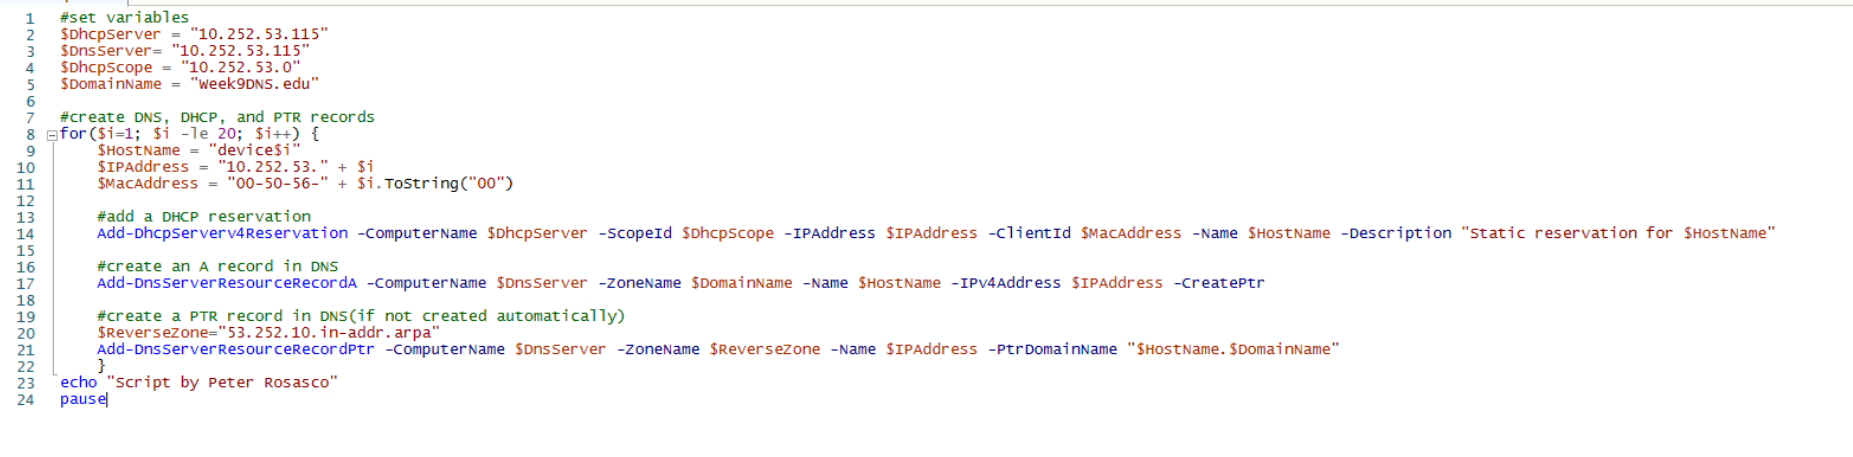 1 #set variables
2 $DhcpServer = "10.252.53.115"
3 $DnsServer= "10.252.53.115"
4 $DhcpScope = "10.252.53.0"
5 $DomainName = "Week9DNS.edu"
6
7 #create DNS, DHCP, and PTR records
8 for($i=1; $i -le 20; $i++) {
9 $HostName = "device$i"
10 $IPAddress = "10.252.53." + $i
11 $MacAddress = "00-50-56-" + $i.ToString("00")
12
13 #add a DHCP reservation
14 Add-DhcpServerv4Reservation -ComputerName $DhcpServer -ScopeId $DhcpScope -IPAddress $IPAddress -ClientId $MacAddress -Name $HostName -Description "Static reservation for $HostName"
15
16 #create an A record in DNS
17 Add-DnsServerResourceRecordA -ComputerName $DnsServer -ZoneName $DomainName -Name $HostName -IPv4Address $IPAddress -CreatePtr
18
19 #create a PTR record in DNS(if not created automatically)
20 $ReverseZone="53.252.10.in-addr.arpa"
21 Add-DnsServerResourceRecordPtr -ComputerName $DnsServer -ZoneName $ReverseZone -Name $IPAddress -PtrDomainName "$HostName.$DomainName"
22 }
23 echo "Script by Peter Rosasco"
24 pause